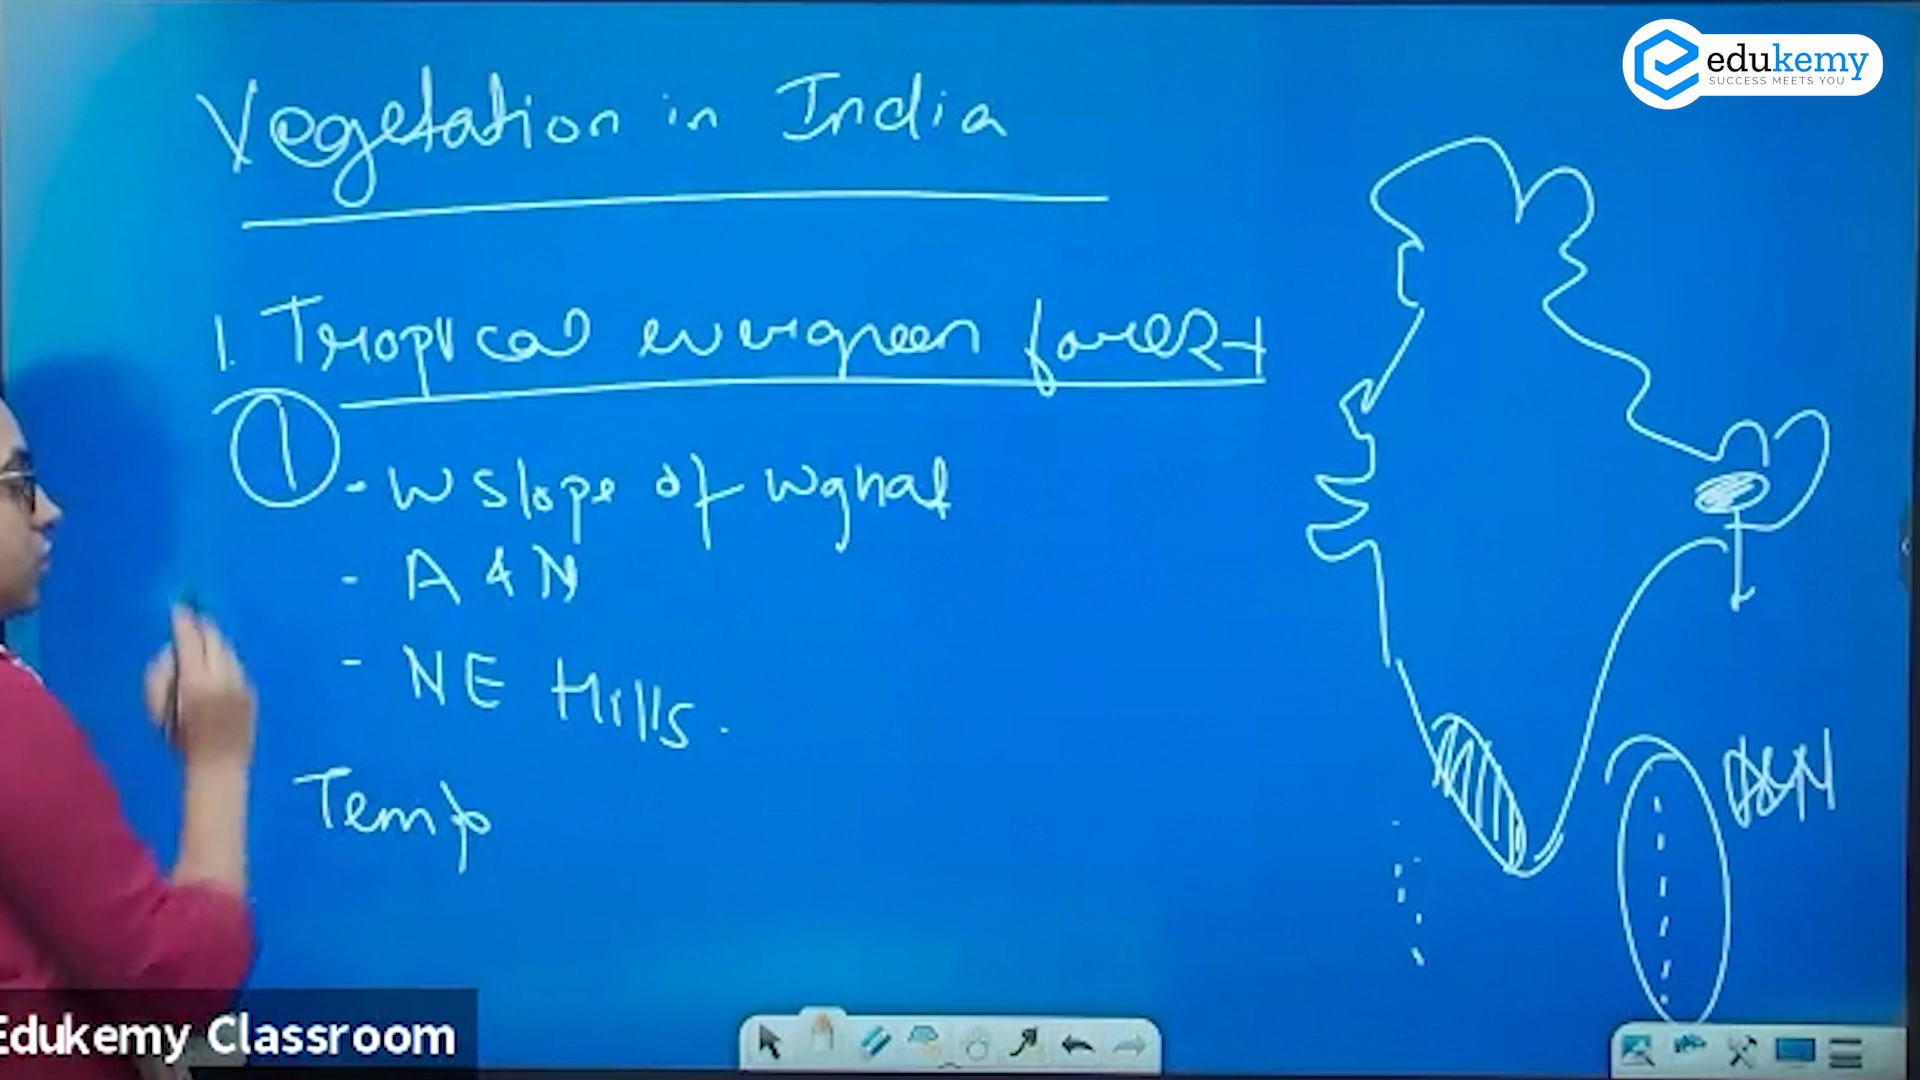 edukemy
SUCCESS MEETS YOU
Vegetation in India
1. Tropical evergreen forest
1
- W slope of wghat
- A & N
- NE Hills.
Temp
A&N
Edukemy Classroom